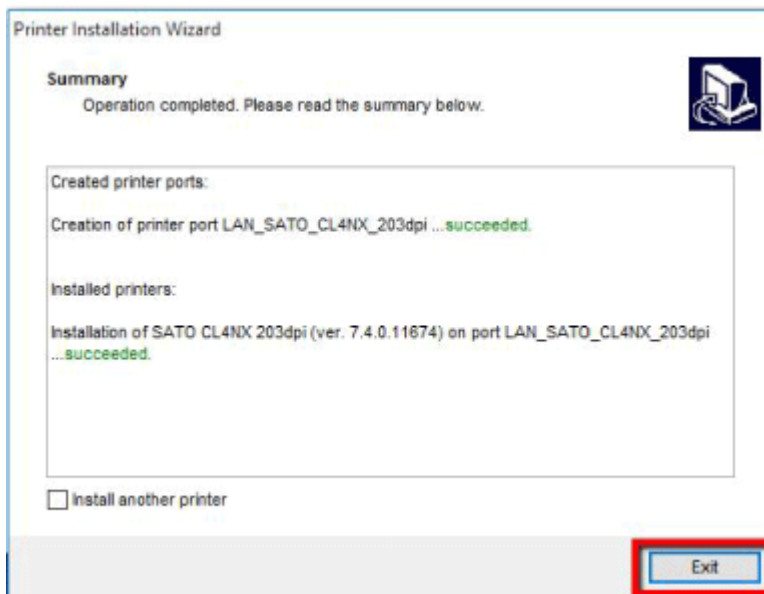 Printer Installation Wizard
Summary
Operation completed. Please read the summary below.
Created printer ports:
Creation of printer port LAN_SATO_CL4NX_203dpi ...succeeded.
Installed printers:
Installation of SATO CL4NX 203dpi (ver. 7.4.0.11674) on port LAN_SATO_CL4NX_203dpi
...succeeded.
Install another printer
Exit